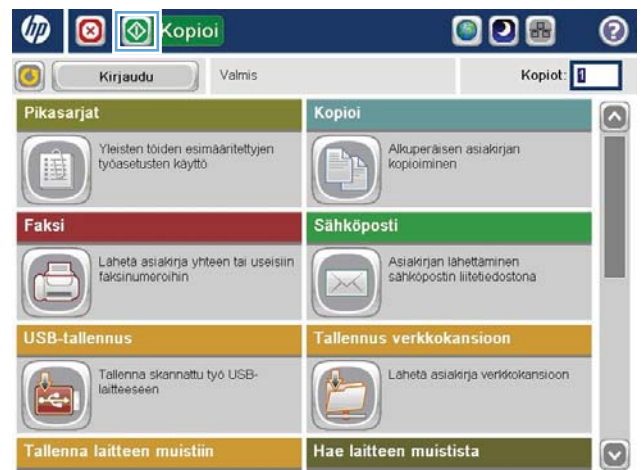 hp
Kopioi
?
Kirjaudu
Valmis
Kopiot: 1
Pikasarjat
Yleisten töiden esimääritettyjen
työasetusten käyttö
Kopioi
Alkuperäisen asiakirjan
kopioiminen
Faksi
Lähetä asiakirja yhteen tai useisiin
faksinumeroihin
Sähköposti
Asiakirjan lähettäminen
sähköpostin liitetiedostona
USB-tallennus
Tallenna skannattu työ USB-
laitteeseen
Tallennus verkkokansioon
Lähetä asiakirja verkkokansioon
Tallenna laitteen muistiin
Hae laitteen muistista